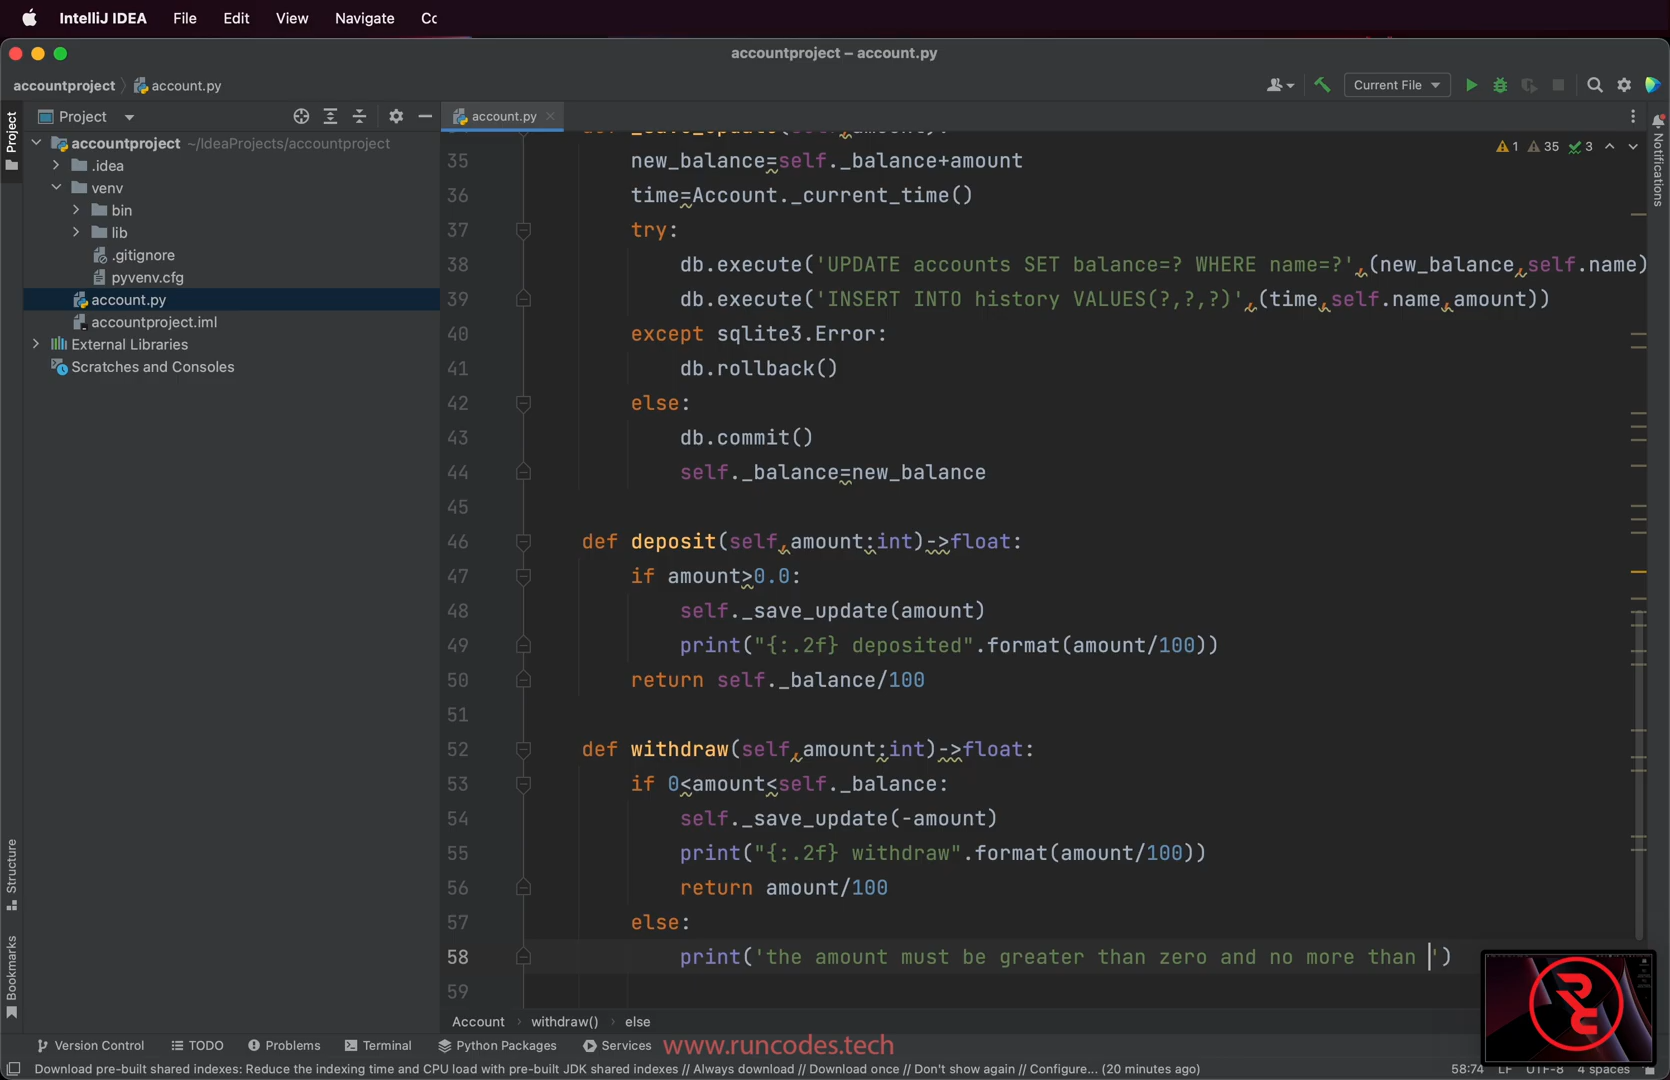 IntelliJ IDEA File Edit View Navigate
accountproject – account.py
accountproject account.py Current File
Project
account.py
Project
accountproject ~/IdeaProjects/accountproject
.idea
venv
bin
lib
.gitignore
pyvenv.cfg
account.py
accountproject.iml
External Libraries
Scratches and Consoles
Structure
Bookmarks
Notifications
1 35 3
35 new_balance=self._balance+amount
36 time=Account._current_time()
37 try:
38 db.execute('UPDATE accounts SET balance=? WHERE name=?',(new_balance,self.name)
39 db.execute('INSERT INTO history VALUES(?,?,?)',(time,self.name,amount))
40 except sqlite3.Error:
41 db.rollback()
42 else:
43 db.commit()
44 self._balance=new_balance
45
46 def deposit(self,amount:int)->float:
47 if amount>0.0:
48 self._save_update(amount)
49 print("{:.2f} deposited".format(amount/100))
50 return self._balance/100
51
52 def withdraw(self,amount:int)->float:
53 if 0<amount<self._balance:
54 self._save_update(-amount)
55 print("{:.2f} withdraw".format(amount/100))
56 return amount/100
57 else:
58 print('the amount must be greater than zero and no more than ')
59
Account withdraw() else
Version Control TODO Problems Terminal Python Packages Services www.runcodes.tech
Download pre-built shared indexes: Reduce the indexing time and CPU load with pre-built JDK shared indexes // Always download // Download once // Don't show again // Configure... (20 minutes ago) 58:74 LF UTF-8 4 spaces